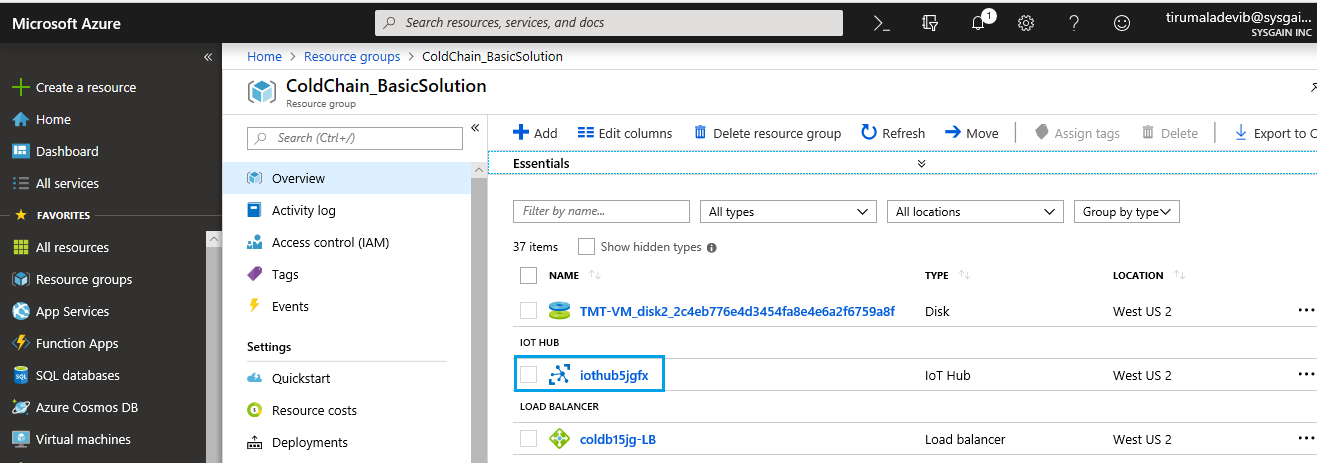 Microsoft Azure
Search resources, services, and docs
1
tirumaladevib@sysgai...
SYSGAIN INC
«
Create a resource
Home
Dashboard
All services
FAVORITES
All resources
Resource groups
App Services
Function Apps
SQL databases
Azure Cosmos DB
Virtual machines
Home > Resource groups > ColdChain_BasicSolution
ColdChain_BasicSolution
Resource group
Search (Ctrl+/)
«
Overview
Activity log
Access control (IAM)
Tags
Events
Settings
Quickstart
Resource costs
Deployments
Add Edit columns Delete resource group Refresh Move Assign tags Delete Export to C
Essentials
Filter by name... All types All locations Group by type
37 items Show hidden types
NAME TYPE LOCATION
TMT-VM_disk2_2c4eb776e4d3454fa8e4e6a2f6759a8f Disk West US 2 ...
IOT HUB
iothub5jgfx IoT Hub West US 2 ...
LOAD BALANCER
coldb15jg-LB Load balancer West US 2 ...